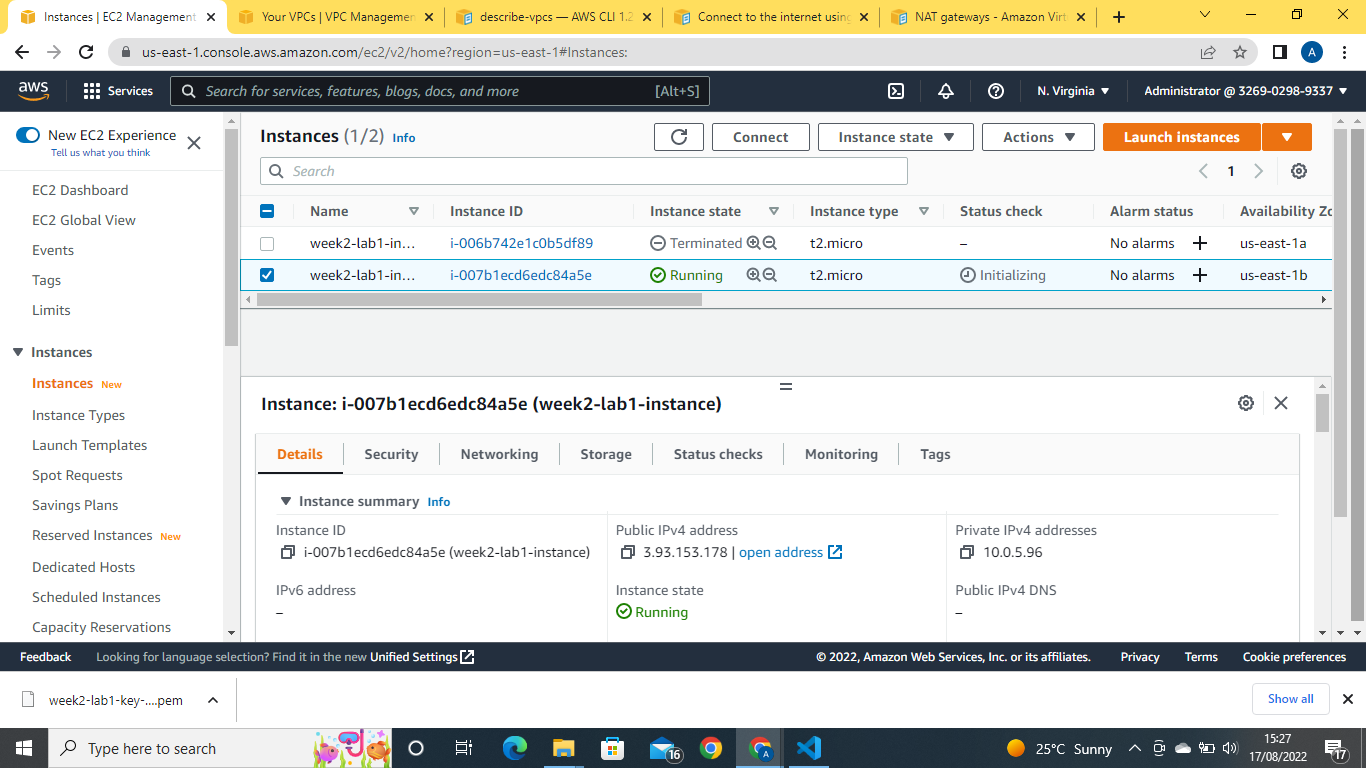 Instances | EC2 Management
Your VPCs | VPC Managemen
describe-vpcs — AWS CLI 1.2
Connect to the internet using
NAT gateways - Amazon Virt
us-east-1.console.aws.amazon.com/ec2/v2/home?region=us-east-1#Instances:
A
aws
Services
Search for services, features, blogs, docs, and more
[Alt+S]
N. Virginia
Administrator @ 3269-0298-9337
New EC2 Experience
Tell us what you think
EC2 Dashboard
EC2 Global View
Events
Tags
Limits
Instances
Instances New
Instance Types
Launch Templates
Spot Requests
Savings Plans
Reserved Instances New
Dedicated Hosts
Scheduled Instances
Capacity Reservations
Instances (1/2) Info
Connect
Instance state
Actions
Launch instances
Search
1
Name Instance ID Instance state Instance type Status check Alarm status Availability Zo
week2-lab1-in... i-006b742e1c0b5df89 Terminated t2.micro – No alarms + us-east-1a
week2-lab1-in... i-007b1ecd6edc84a5e Running t2.micro Initializing No alarms + us-east-1b
Instance: i-007b1ecd6edc84a5e (week2-lab1-instance)
Details Security Networking Storage Status checks Monitoring Tags
Instance summary Info
Instance ID
i-007b1ecd6edc84a5e (week2-lab1-instance)
Public IPv4 address
3.93.153.178 | open address
Private IPv4 addresses
10.0.5.96
IPv6 address
–
Instance state
Running
Public IPv4 DNS
–
Feedback
Looking for language selection? Find it in the new Unified Settings
© 2022, Amazon Web Services, Inc. or its affiliates.
Privacy
Terms
Cookie preferences
week2-lab1-key-....pem
Show all
Type here to search
16
A
25°C Sunny
15:27
17/08/2022
17